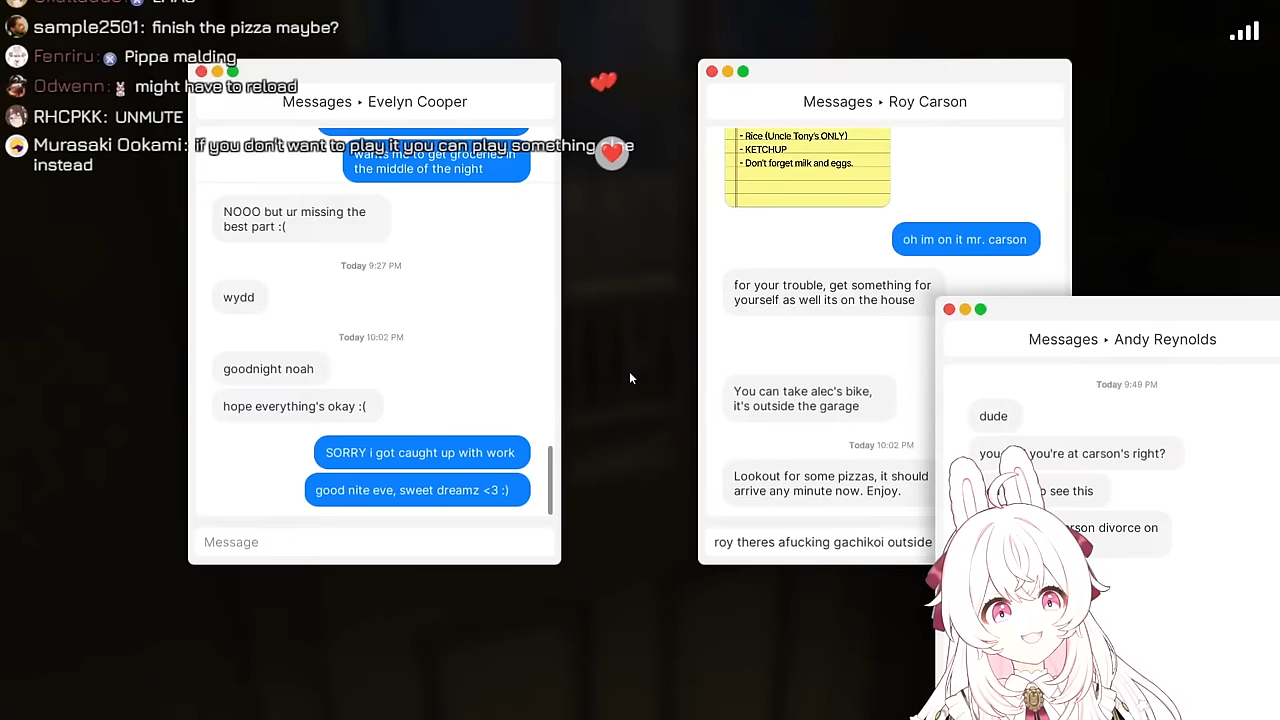 sample2501: finish the pizza maybe?
Fenriru: Pippa malding
Odwenn: might have to reload
RHCPKK: UNMUTE
Murasaki Ookami: if you don't want to play it you can play something
instead
Messages ‣ Evelyn Cooper
wants me to get groceries in
the middle of the night
NOOO but ur missing the
best part :(
Today 9:27 PM
wydd
Today 10:02 PM
goodnight noah
hope everything's okay :(
SORRY i got caught up with work
good nite eve, sweet dreamz <3 :)
Message
Messages ‣ Roy Carson
- Rice (Uncle Tony's ONLY)
- KETCHUP
- Don't forget milk and eggs.
oh im on it mr. carson
for your trouble, get something for
yourself as well its on the house
You can take alec's bike,
it's outside the garage
Today 10:02 PM
Lookout for some pizzas, it should
arrive any minute now. Enjoy.
roy theres afucking gachikoi outside
Messages ‣ Andy Reynolds
Today 9:49 PM
dude
you're at carson's right?
see this
divorce on